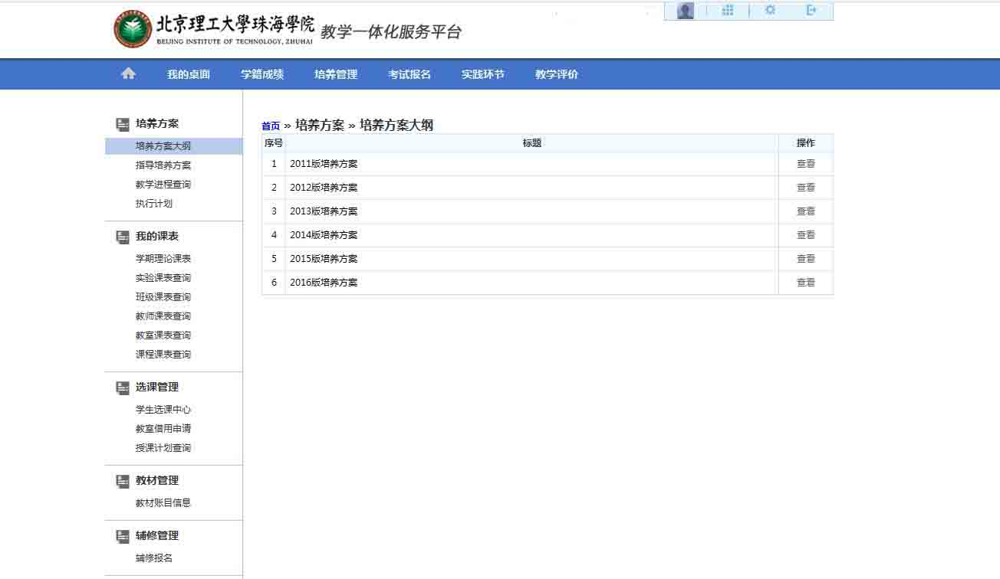 北京理工大學珠海學院
BEIJING INSTITUTE OF TECHNOLOGY, ZHUHAI
教学一体化服务平台
我的桌面 学籍成绩 培养管理 考试报名 实践环节 教学评价
培养方案
培养方案大纲
指导培养方案
教学进程查询
执行计划
我的课表
学期理论课表
实验课表查询
班级课表查询
教师课表查询
教室课表查询
课程课表查询
选课管理
学生选课中心
教室借用申请
授课计划查询
教材管理
教材账目信息
辅修管理
辅修报名
首页 » 培养方案 » 培养方案大纲
序号 标题 操作
1 2011版培养方案 查看
2 2012版培养方案 查看
3 2013版培养方案 查看
4 2014版培养方案 查看
5 2015版培养方案 查看
6 2016版培养方案 查看